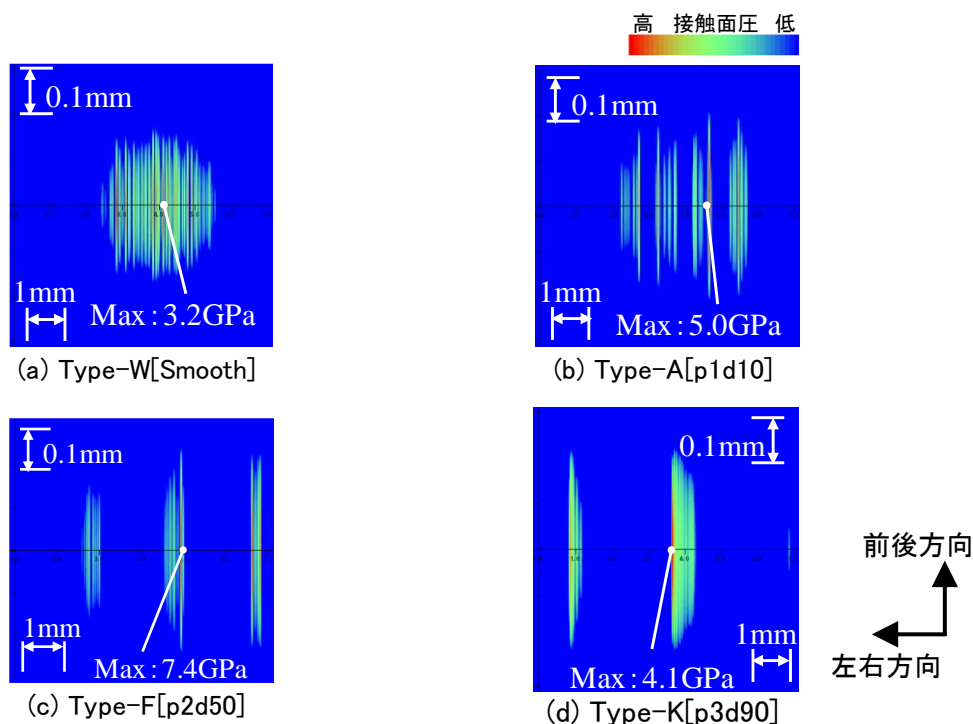 高 接触面圧 低
0.1mm
1mm
Max:3.2GPa
(a) Type-W[Smooth]
0.1mm
1mm
Max:5.0GPa
(b) Type-A[p1d10]
0.1mm
1mm
Max:7.4GPa
(c) Type-F[p2d50]
0.1mm
1mm
Max:4.1GPa
(d) Type-K[p3d90]
前後方向
左右方向